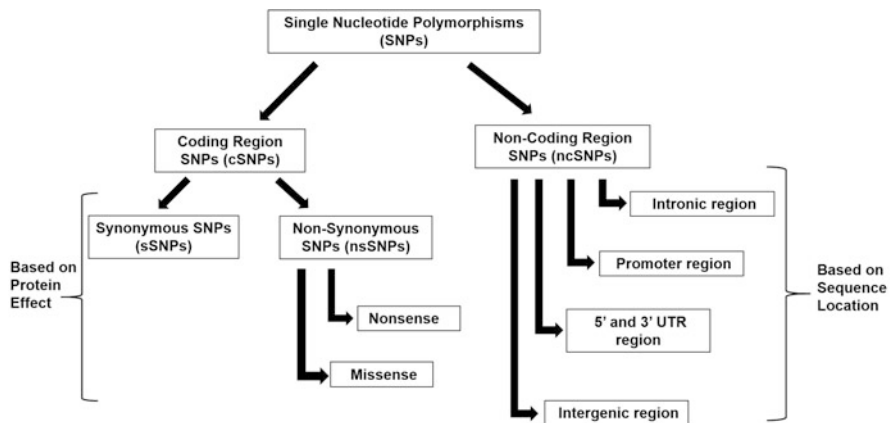 Single Nucleotide Polymorphisms
(SNPs)
Coding Region
SNPs (cSNPs)
Non-Coding Region
SNPs (ncSNPs)
Synonymous SNPs
(sSNPs)
Non-Synonymous
SNPs (nsSNPs)
Intronic region
Based on
Protein
Effect
Promoter region
Based on
Sequence
Location
Nonsense
5’ and 3’ UTR
region
Missense
Intergenic region